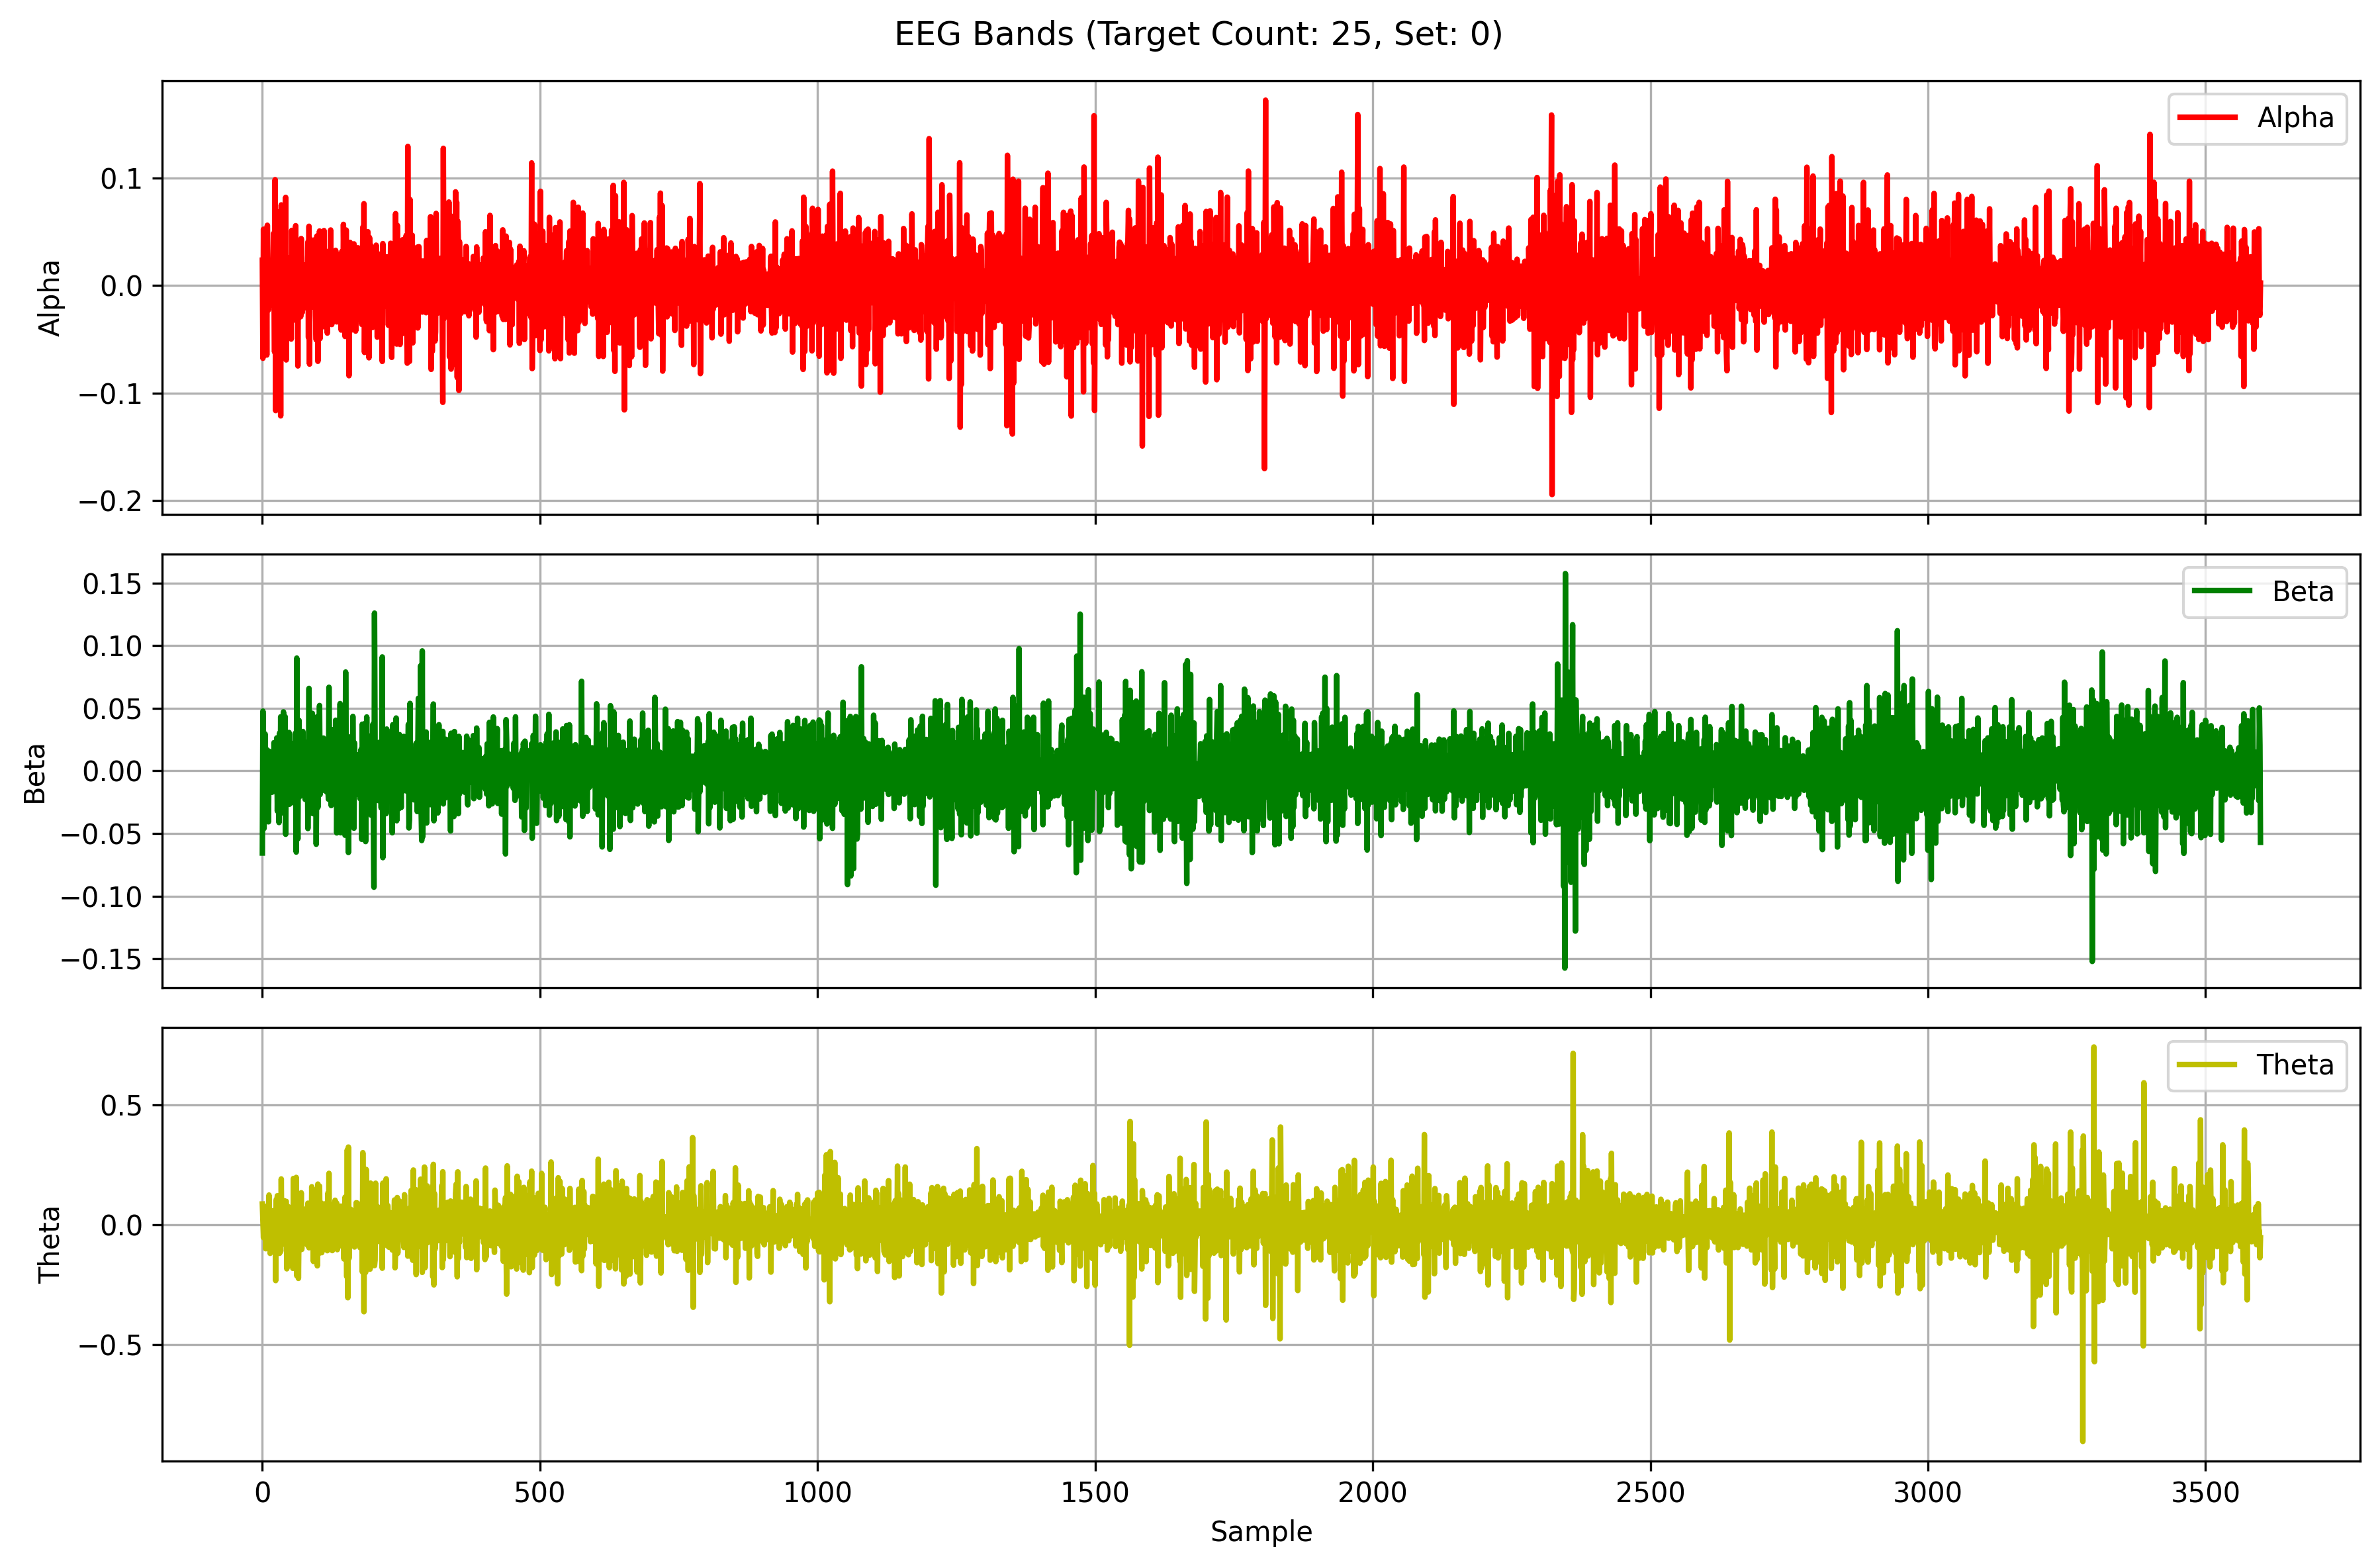 EEG Bands (Target Count: 25, Set: 0)
Alpha
0.1
0.0
−0.1
−0.2
Alpha
Beta
0.15
0.10
0.05
0.00
−0.05
−0.10
−0.15
Beta
Theta
0.5
0.0
−0.5
Theta
0 500 1000 1500 2000 2500 3000 3500
Sample